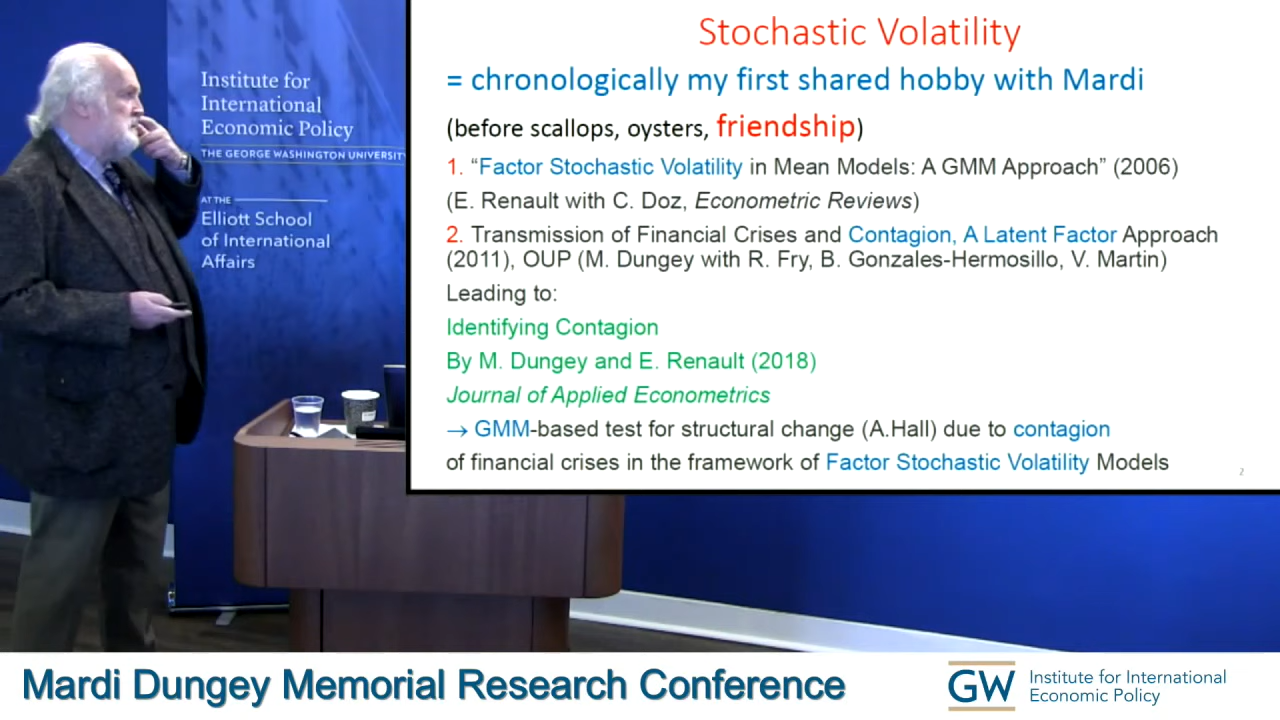 Institute for
International
Economic Policy
THE GEORGE WASHINGTON UNIVERSITY
AT THE
Elliott School
of International
Affairs
Stochastic Volatility
= chronologically my first shared hobby with Mardi
(before scallops, oysters, friendship)
1. “Factor Stochastic Volatility in Mean Models: A GMM Approach” (2006)
(E. Renault with C. Doz, Econometric Reviews)
2. Transmission of Financial Crises and Contagion, A Latent Factor Approach
(2011), OUP (M. Dungey with R. Fry, B. Gonzales-Hermosillo, V. Martin)
Leading to:
Identifying Contagion
By M. Dungey and E. Renault (2018)
Journal of Applied Econometrics
→ GMM-based test for structural change (A.Hall) due to contagion
of financial crises in the framework of Factor Stochastic Volatility Models
2
Mardi Dungey Memorial Research Conference
GW
Institute for International
Economic Policy